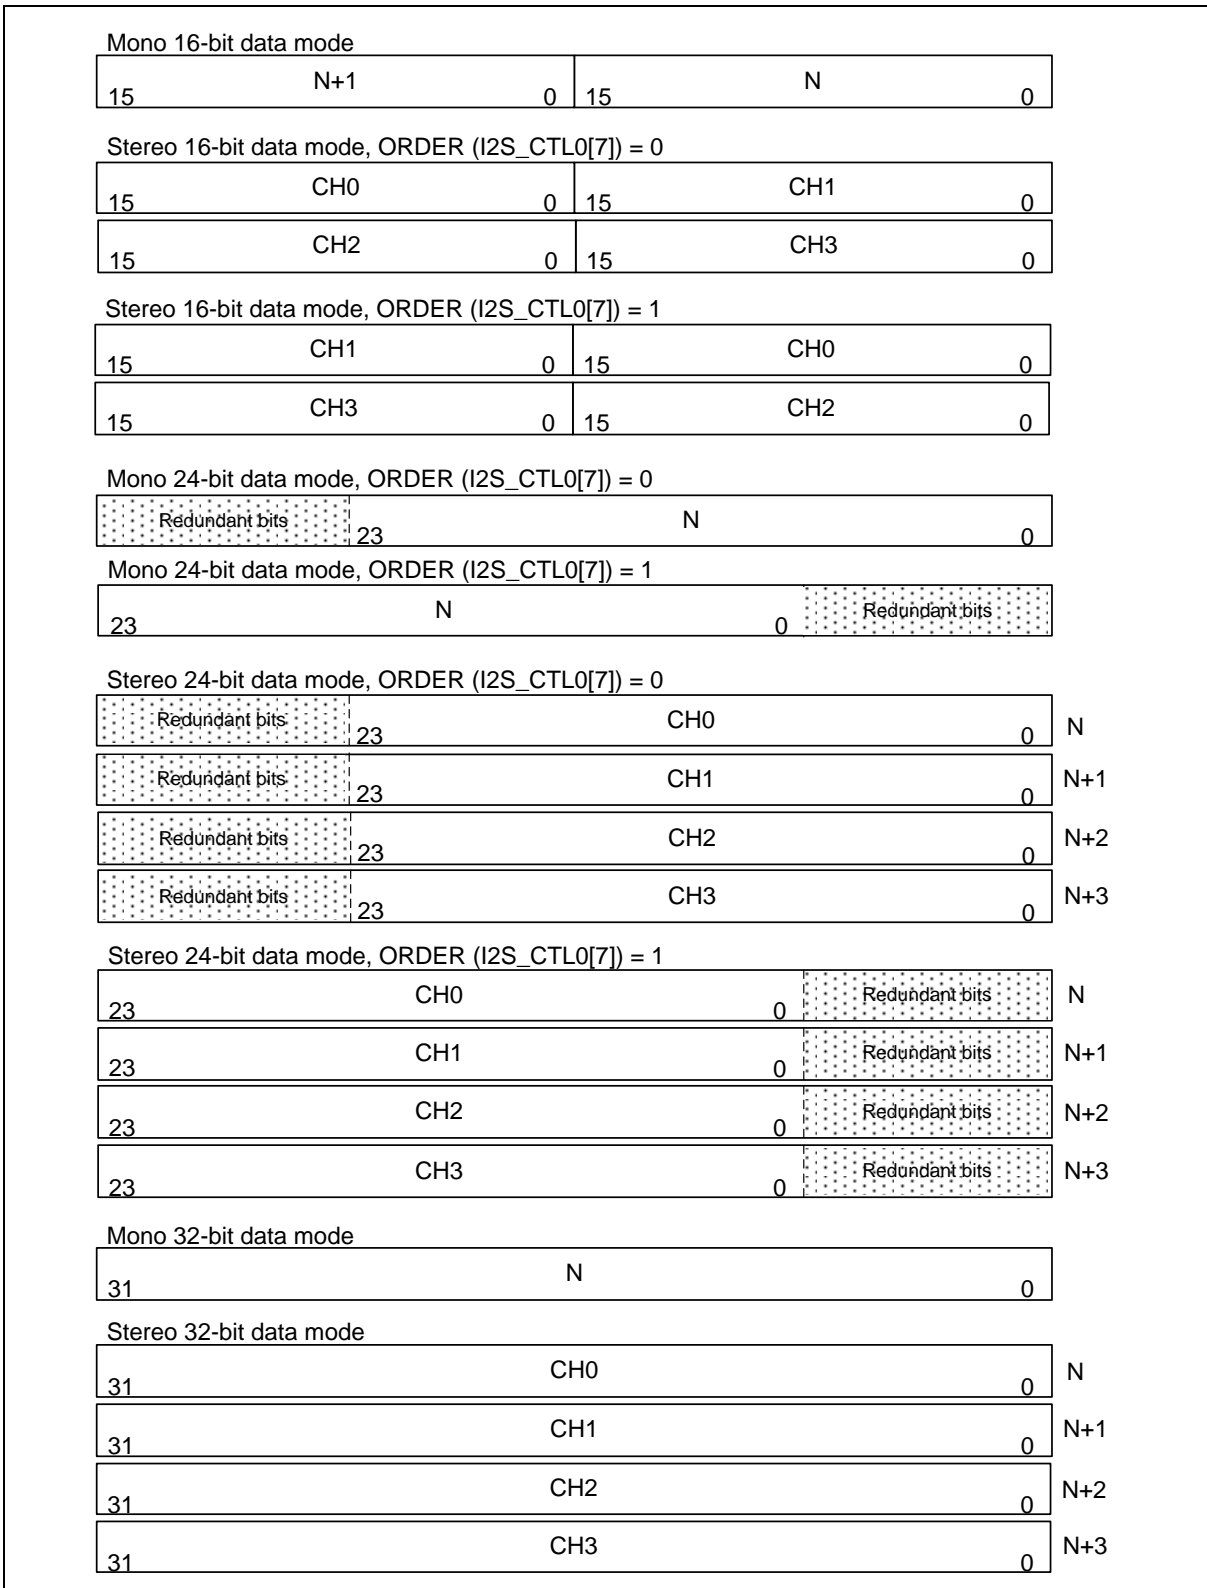 Mono 16-bit data mode
N+1 N
15 0 15 0
Stereo 16-bit data mode, ORDER (I2S_CTL0[7]) = 0
CH0 CH1
15 0 15 0
CH2 CH3
15 0 15 0
Stereo 16-bit data mode, ORDER (I2S_CTL0[7]) = 1
CH1 CH0
15 0 15 0
CH3 CH2
15 0 15 0
Mono 24-bit data mode, ORDER (I2S_CTL0[7]) = 0
Redundant bits 23 N 0
Mono 24-bit data mode, ORDER (I2S_CTL0[7]) = 1
23 N 0 Redundant bits
Stereo 24-bit data mode, ORDER (I2S_CTL0[7]) = 0
Redundant bits 23 CH0 0 N
Redundant bits 23 CH1 0 N+1
Redundant bits 23 CH2 0 N+2
Redundant bits 23 CH3 0 N+3
Stereo 24-bit data mode, ORDER (I2S_CTL0[7]) = 1
23 CH0 0 Redundant bits N
23 CH1 0 Redundant bits N+1
23 CH2 0 Redundant bits N+2
23 CH3 0 Redundant bits N+3
Mono 32-bit data mode
31 N 0
Stereo 32-bit data mode
31 CH0 0 N
31 CH1 0 N+1
31 CH2 0 N+2
31 CH3 0 N+3